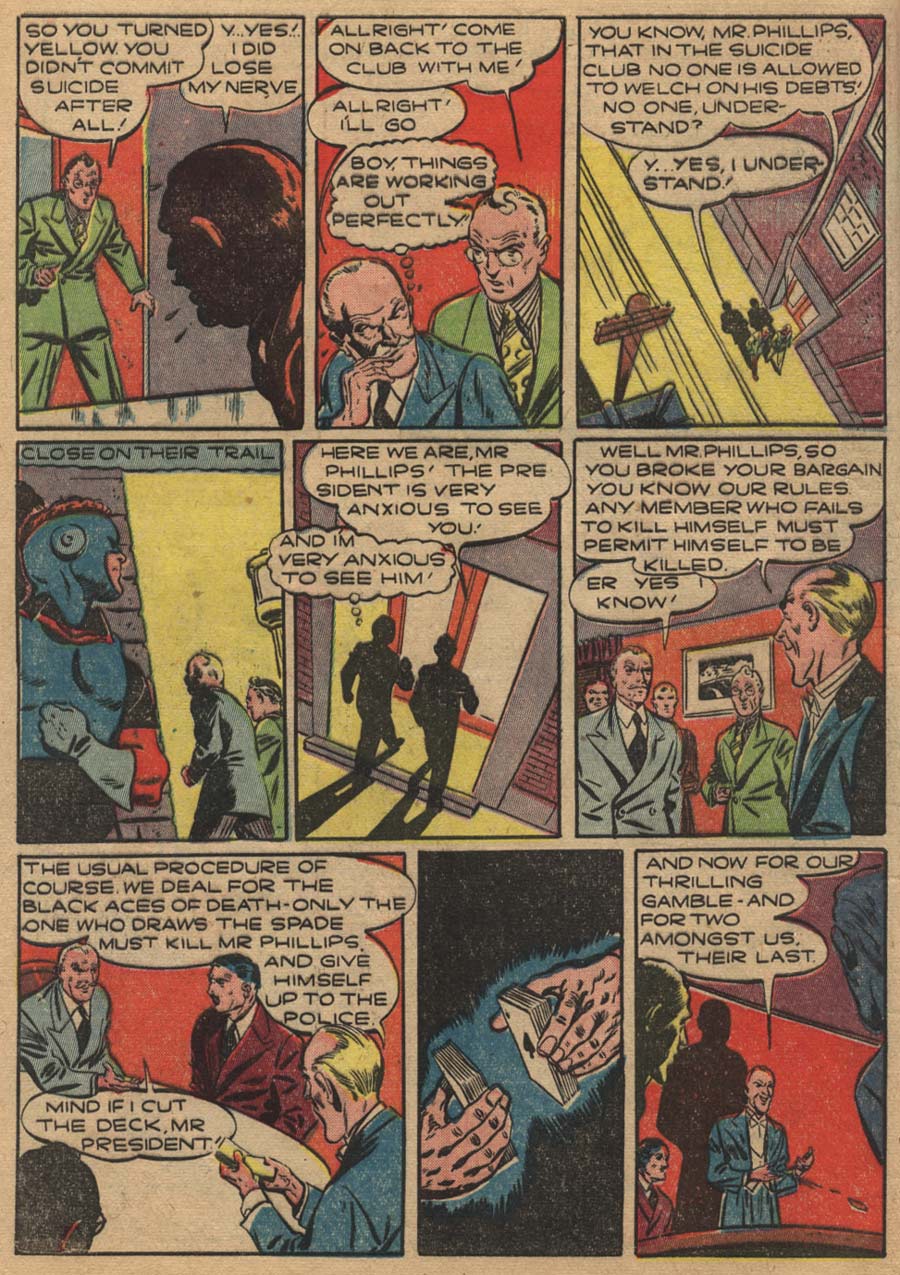 SO YOU TURNED
YELLOW. YOU
DIDN'T COMMIT
SUICIDE
AFTER
ALL!
Y...YES!
I DID
LOSE
MY NERVE
ALLRIGHT! COME
ON BACK TO THE
CLUB WITH ME!
ALLRIGHT!
I'LL GO
BOY, THINGS
ARE WORKING
OUT
PERFECTLY!
YOU KNOW, MR. PHILLIPS,
THAT IN THE SUICIDE
CLUB NO ONE IS ALLOWED
TO WELCH ON HIS DEBTS!
NO ONE, UNDER-
STAND?
Y...YES, I UNDER-
STAND!
CLOSE ON THEIR TRAIL
HERE WE ARE, MR
PHILLIPS! THE PRE
SIDENT IS VERY
ANXIOUS TO SEE
YOU!
AND IM
VERY ANXIOUS
TO SEE HIM!
WELL MR. PHILLIPS, SO
YOU BROKE YOUR BARGAIN
YOU KNOW OUR RULES.
ANY MEMBER WHO FAILS
TO KILL HIMSELF MUST
PERMIT HIMSELF TO BE
KILLED.
ER YES I
KNOW!
THE USUAL PROCEDURE OF
COURSE. WE DEAL FOR THE
BLACK ACES OF DEATH-ONLY THE
ONE WHO DRAWS THE SPADE
MUST KILL MR PHILLIPS,
AND GIVE
HIMSELF
UP TO THE
POLICE.
MIND IF I CUT
THE DECK, MR
PRESIDENT!
AND NOW FOR OUR
THRILLING
GAMBLE-AND
FOR TWO
AMONGST US,
THEIR LAST.